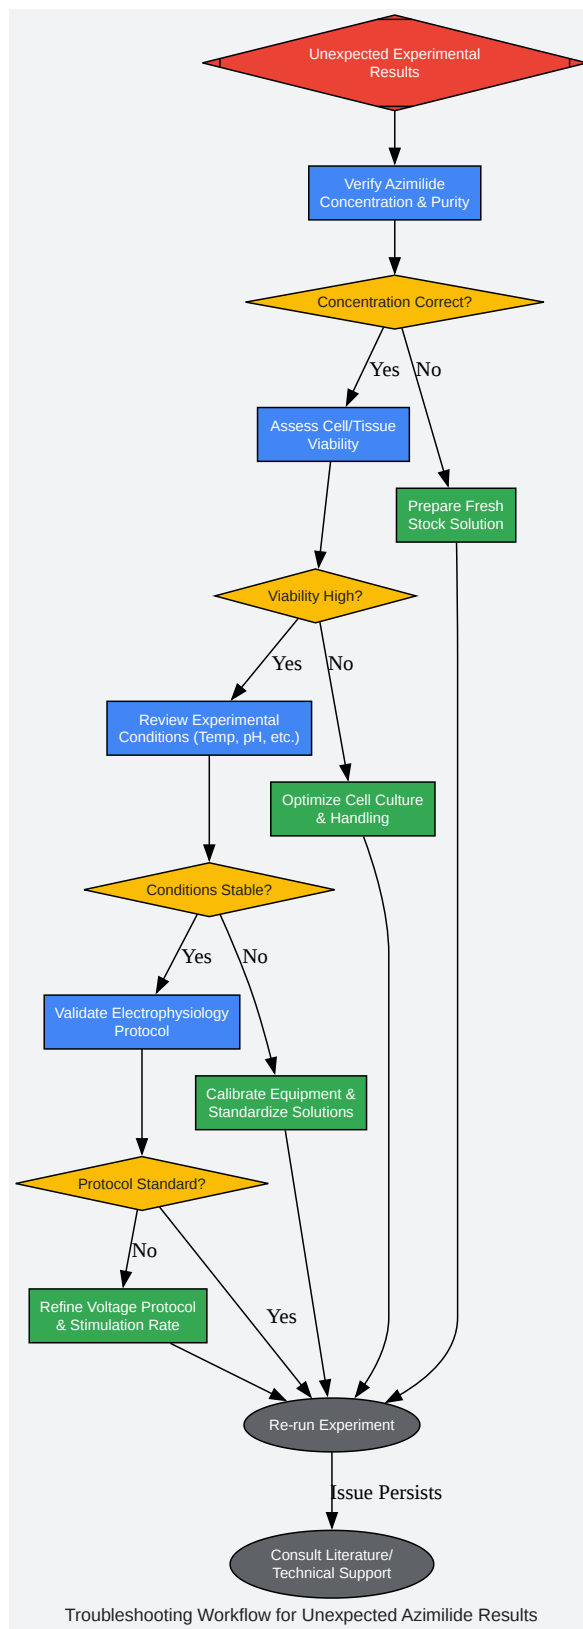 Unexpected Experimental
Results
Verify Azimilide
Concentration & Purity
Concentration Correct?
Yes
No
Assess Cell/Tissue
Viability
Prepare Fresh
Stock Solution
Viability High?
Yes
No
Review Experimental
Conditions (Temp, pH, etc.)
Optimize Cell Culture
& Handling
Conditions Stable?
Yes
No
Validate Electrophysiology
Protocol
Calibrate Equipment &
Standardize Solutions
Protocol Standard?
No
Yes
Refine Voltage Protocol
& Stimulation Rate
Re-run Experiment
Issue Persists
Consult Literature/
Technical Support
Troubleshooting Workflow for Unexpected Azimilide Results